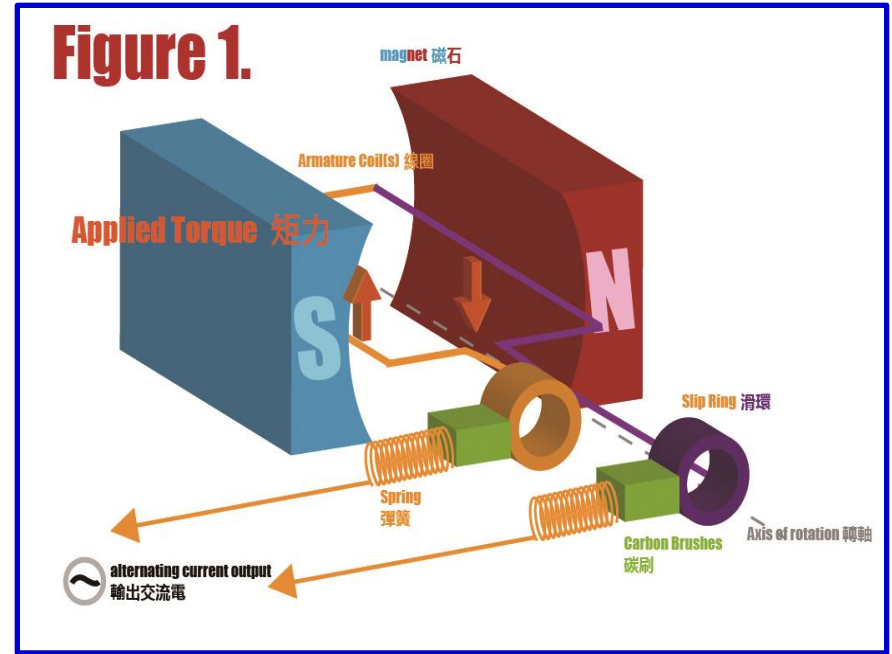 Figure 1.
magnet 磁石
Armature Coil(s) 線圈
Applied Torque 矩力
S
N
Slip Ring 滑環
Spring
彈簧
Carbon Brushes
碳刷
Axis of rotation 轉軸
alternating current output
輸出交流電